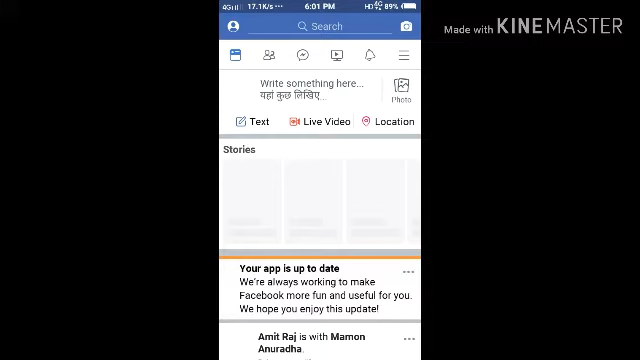 4G 17.1K/s ••• 6:01 PM HD 4G 89%
Made with KINEMASTER
Search
Write something here...
यहां कुछ लिखिए...
Photo
Text Live Video Location
Stories
Your app is up to date
We're always working to make
Facebook more fun and useful for you.
We hope you enjoy this update!
Amit Raj is with Mamon
Anuradha.